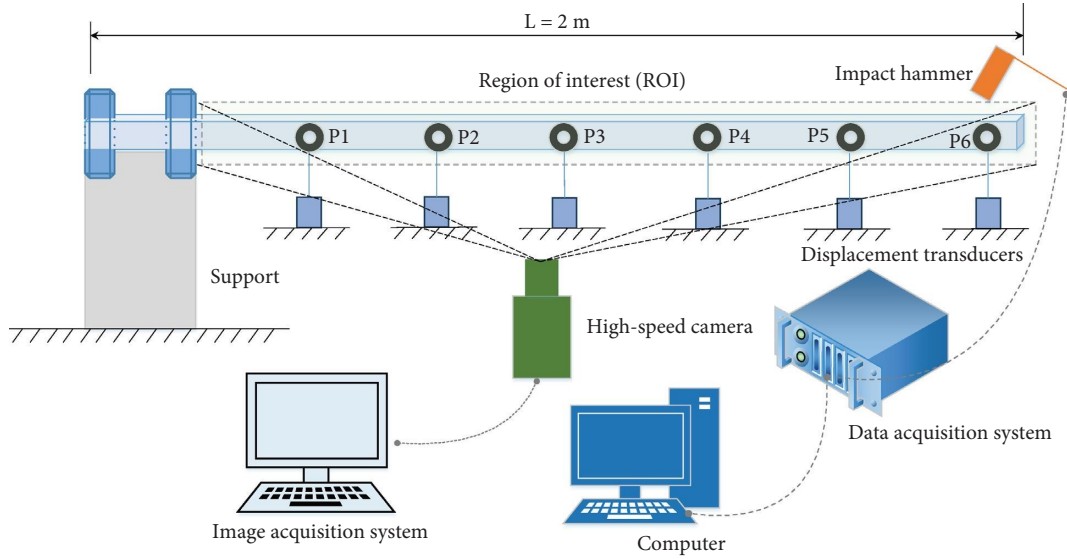 L = 2 m
Region of interest (ROI)
Impact hammer
P1
P2
P3
P4
P5
P6
Support
Displacement transducers
High-speed camera
Data acquisition system
Image acquisition system
Computer